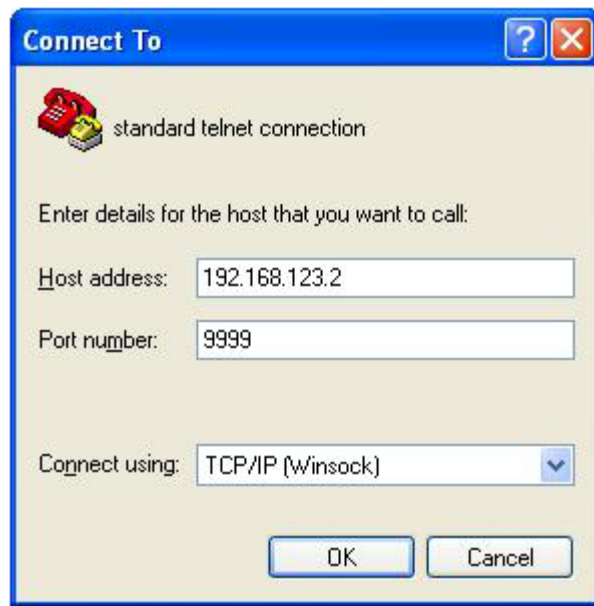 Connect To
standard telnet connection
Enter details for the host that you want to call:
Host address: 192.168.123.2
Port number: 9999
Connect using: TCP/IP (Winsock)
OK Cancel